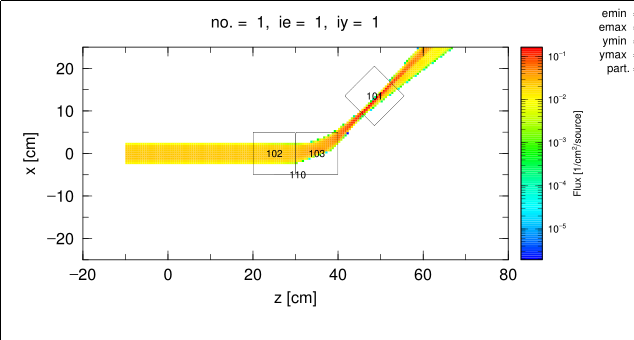 no. = 1, ie = 1, iy = 1
emin =
emax =
ymin =
ymax =
part. =
20
10
0
−10
−20
x [cm]
−20
0
20
40
60
80
z [cm]
101
102
103
110
10⁻¹
10⁻²
10⁻³
10⁻⁴
10⁻⁵
Flux [1/cm²/source]